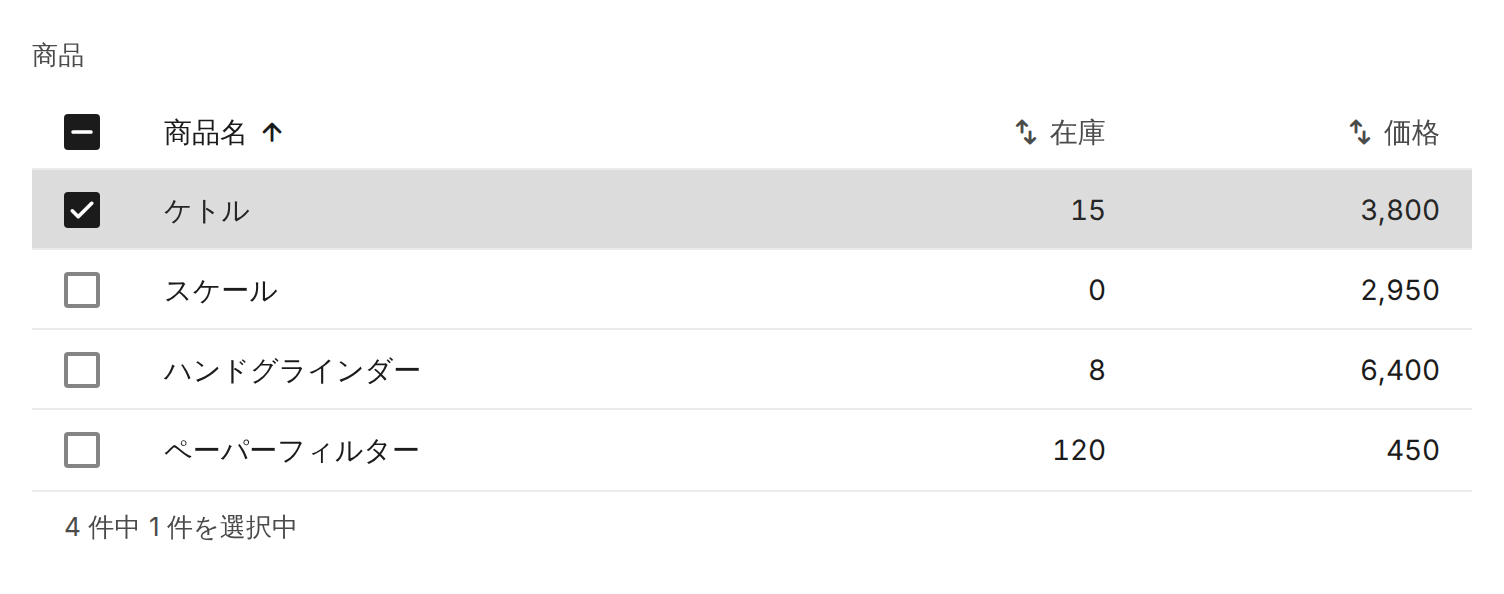 商品
商品名 在庫 価格
ケトル 15 3,800
スケール 0 2,950
ハンドグラインダー 8 6,400
ペーパーフィルター 120 450
4 件中 1 件を選択中